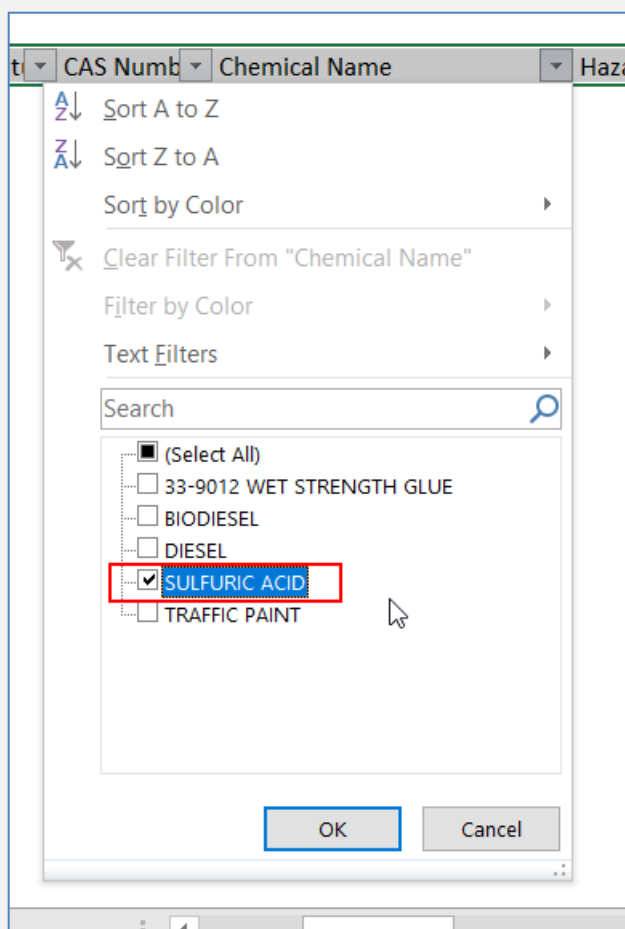 CAS Numb Chemical Name Haza
Sort A to Z
Sort Z to A
Sort by Color
Clear Filter From "Chemical Name"
Filter by Color
Text Filters
Search
(Select All)
33-9012 WET STRENGTH GLUE
BIODIESEL
DIESEL
SULFURIC ACID
TRAFFIC PAINT
OK Cancel